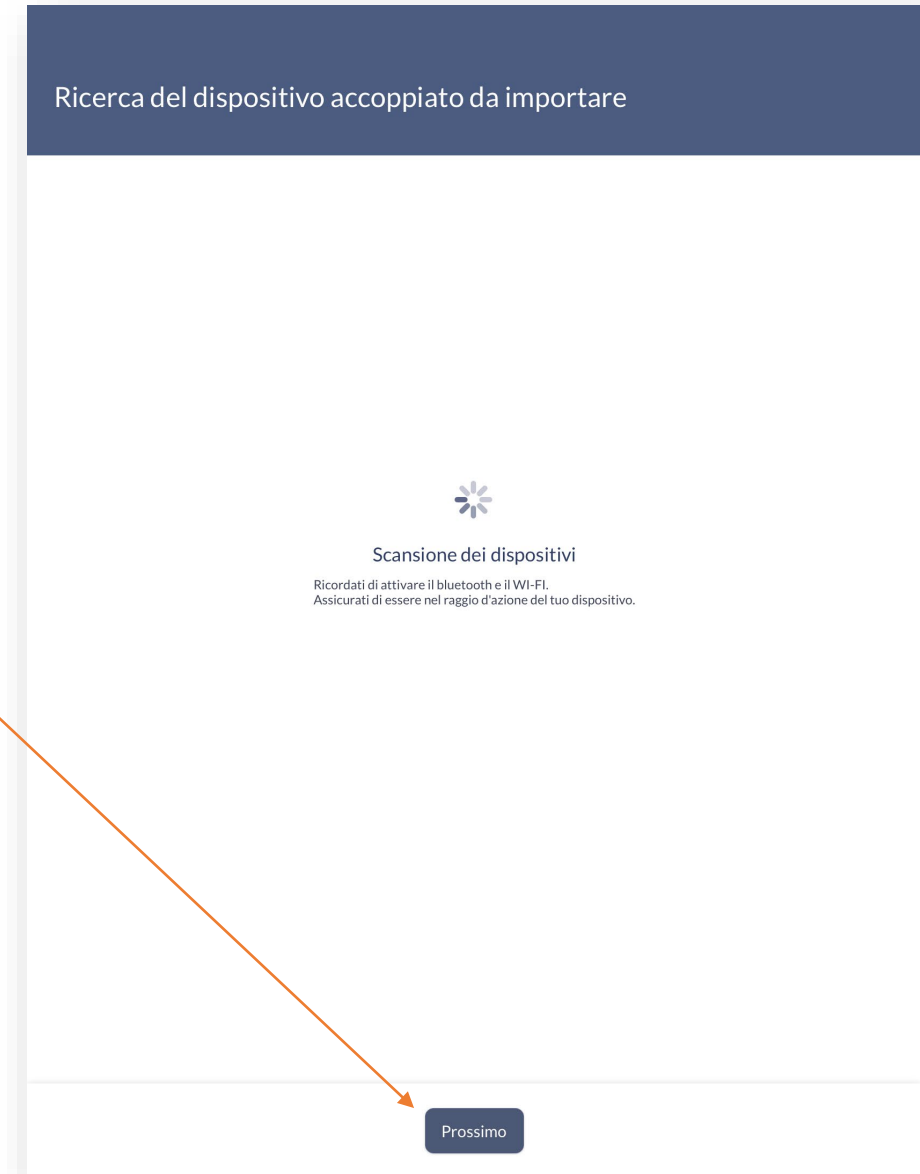 Ricerca del dispositivo accoppiato da importare
Scansione dei dispositivi
Ricordati di attivare il bluetooth e il WI-FI.
Assicurati di essere nel raggio d'azione del tuo dispositivo.
Prossimo